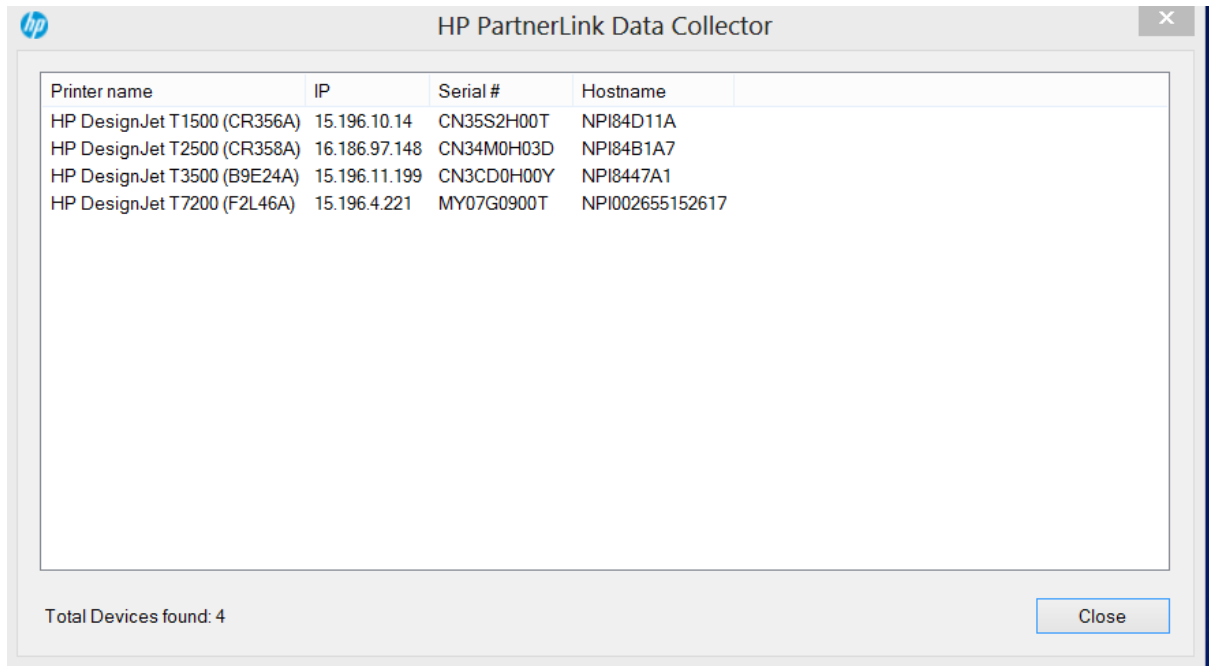 hp HP PartnerLink Data Collector
Printer name IP Serial # Hostname
HP DesignJet T1500 (CR356A) 15.196.10.14 CN35S2H00T NPI84D11A
HP DesignJet T2500 (CR358A) 16.186.97.148 CN34M0H03D NPI84B1A7
HP DesignJet T3500 (B9E24A) 15.196.11.199 CN3CD0H00Y NPI8447A1
HP DesignJet T7200 (F2L46A) 15.196.4.221 MY07G0900T NPI002655152617
Total Devices found: 4 Close